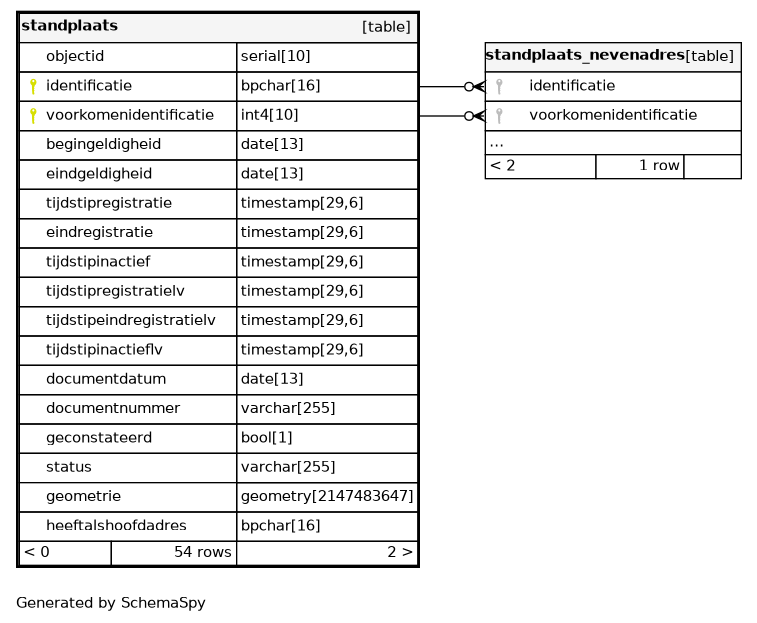 standplaats [table]
objectid serial[10]
identificatie bpchar[16]
voorkomenidentificatie int4[10]
begingeldigheid date[13]
eindgeldigheid date[13]
tijdstipregistratie timestamp[29,6]
eindregistratie timestamp[29,6]
tijdstipinactief timestamp[29,6]
tijdstipregistratielv timestamp[29,6]
tijdstipeindregistratielv timestamp[29,6]
tijdstipinactieflv timestamp[29,6]
documentdatum date[13]
documentnummer varchar[255]
geconstateerd bool[1]
status varchar[255]
geometrie geometry[2147483647]
heeftalshoofdadres bpchar[16]
< 0 54 rows 2 >
standplaats_nevenadres[table]
identificatie
voorkomenidentificatie
...
< 2 1 row
Generated by SchemaSpy